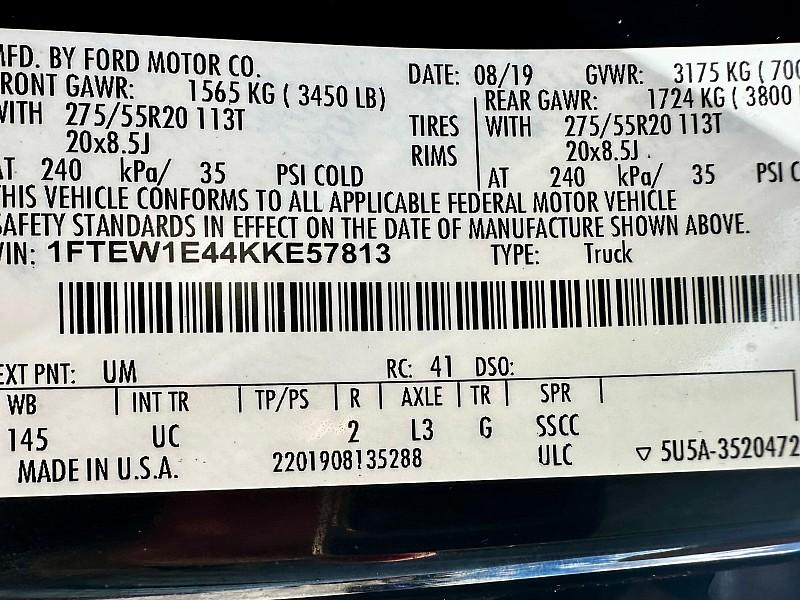 MFD. BY FORD MOTOR CO. DATE: 08/19 GVWR: 3175 KG ( 700
FRONT GAWR: 1565 KG ( 3450 LB) REAR GAWR: 1724 KG ( 3800
WITH 275/55R20 113T TIRES WITH 275/55R20 113T
20x8.5J RIMS 20x8.5J
AT 240 kPa/ 35 PSI COLD AT 240 kPa/ 35 PSI C
THIS VEHICLE CONFORMS TO ALL APPLICABLE FEDERAL MOTOR VEHICLE
SAFETY STANDARDS IN EFFECT ON THE DATE OF MANUFACTURE SHOWN ABOVE.
VIN: 1FTEW1E44KKE57813 TYPE: Truck
EXT PNT: UM RC: 41 DSO:
WB INT TR TP/PS R AXLE TR SPR
145 UC 2 L3 G SSCC
MADE IN U.S.A. 2201908135288 ULC ▽ 5U5A-3520472